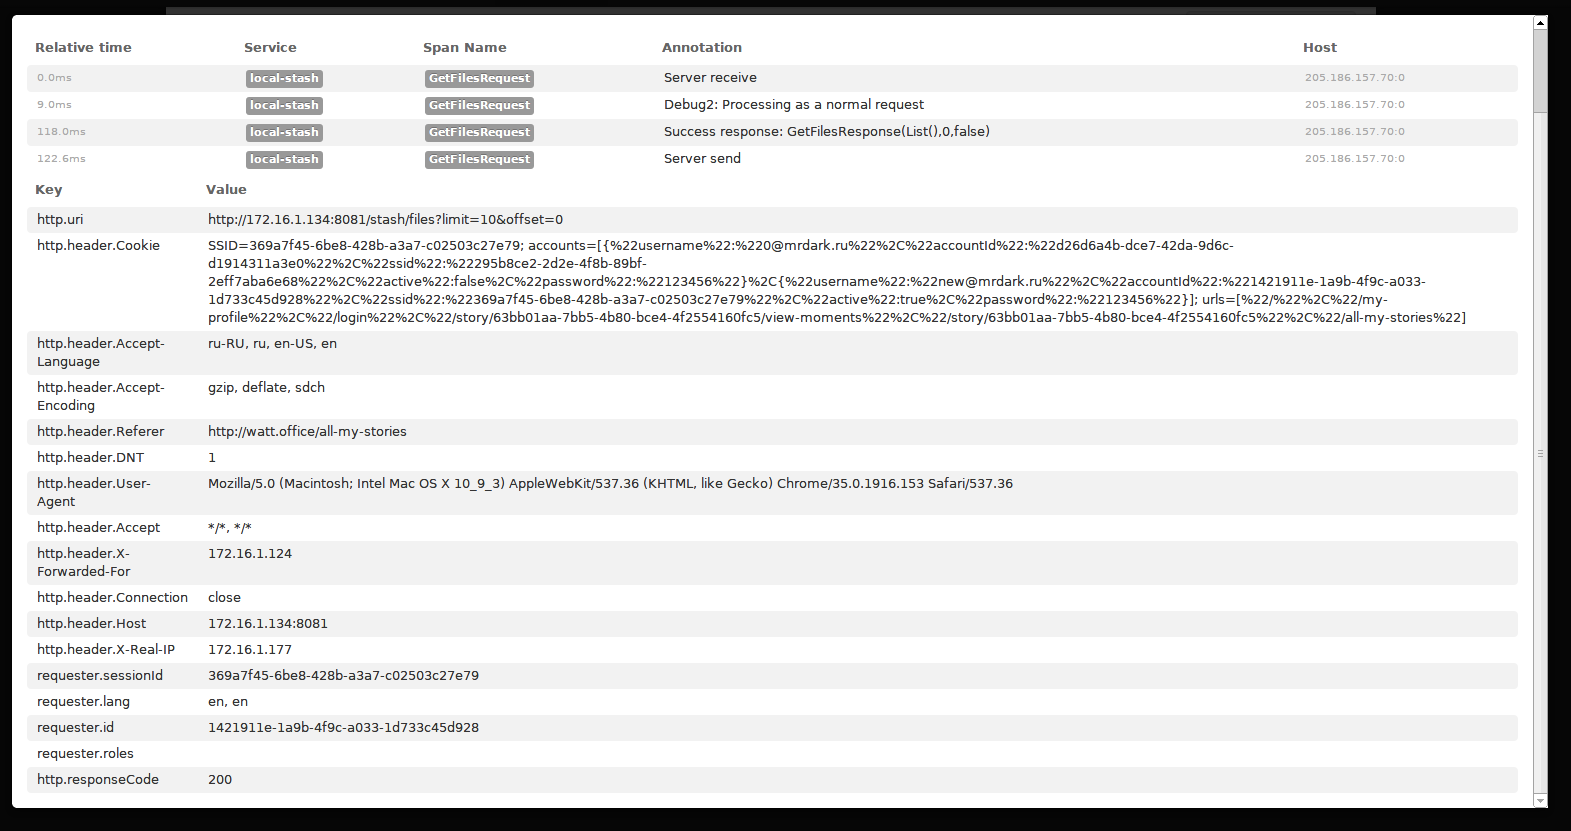 Relative time Service Span Name Annotation Host
0.0ms local-stash GetFilesRequest Server receive 205.186.157.70:0
9.0ms local-stash GetFilesRequest Debug2: Processing as a normal request 205.186.157.70:0
118.0ms local-stash GetFilesRequest Success response: GetFilesResponse(List(),0,false) 205.186.157.70:0
122.6ms local-stash GetFilesRequest Server send 205.186.157.70:0
Key Value
http.uri http://172.16.1.134:8081/stash/files?limit=10&offset=0
http.header.Cookie SSID=369a7f45-6be8-428b-a3a7-c02503c27e79; accounts=[{%22username%22:%220@mrdark.ru%22%2C%22accountId%22:%22d26d6a4b-dce7-42da-9d6c-
d1914311a3e0%22%2C%22ssid%22:%22295b8ce2-2d2e-4f8b-89bf-
2eff7aba6e68%22%2C%22active%22:false%2C%22password%22:%22123456%22}%2C{%22username%22:%22new@mrdark.ru%22%2C%22accountId%22:%221421911e-1a9b-4f9c-a033-
1d733c45d928%22%2C%22ssid%22:%22369a7f45-6be8-428b-a3a7-c02503c27e79%22%2C%22active%22:true%2C%22password%22:%22123456%22}]; urls=[%22/%22%2C%22/my-
profile%22%2C%22/login%22%2C%22/story/63bb01aa-7bb5-4b80-bce4-4f2554160fc5/view-moments%22%2C%22/story/63bb01aa-7bb5-4b80-bce4-4f2554160fc5%22%2C%22/all-my-stories%22]
http.header.Accept- ru-RU, ru, en-US, en
Language
http.header.Accept- gzip, deflate, sdch
Encoding
http.header.Referer http://watt.office/all-my-stories
http.header.DNT 1
http.header.User- Mozilla/5.0 (Macintosh; Intel Mac OS X 10_9_3) AppleWebKit/537.36 (KHTML, like Gecko) Chrome/35.0.1916.153 Safari/537.36
Agent
http.header.Accept */*, */*
http.header.X- 172.16.1.124
Forwarded-For
http.header.Connection close
http.header.Host 172.16.1.134:8081
http.header.X-Real-IP 172.16.1.177
requester.sessionId 369a7f45-6be8-428b-a3a7-c02503c27e79
requester.lang en, en
requester.id 1421911e-1a9b-4f9c-a033-1d733c45d928
requester.roles
http.responseCode 200